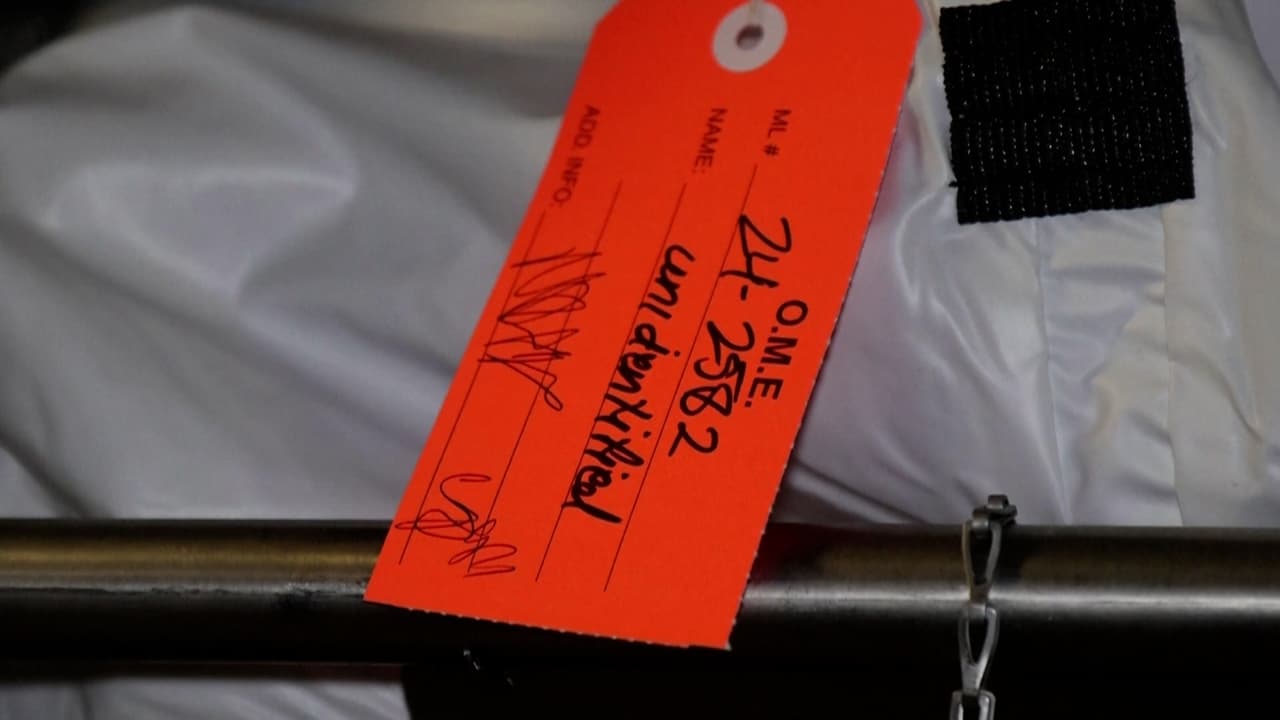 O.M.E.
ML # 24-2582
NAME: unidentified
ADD. INFO: